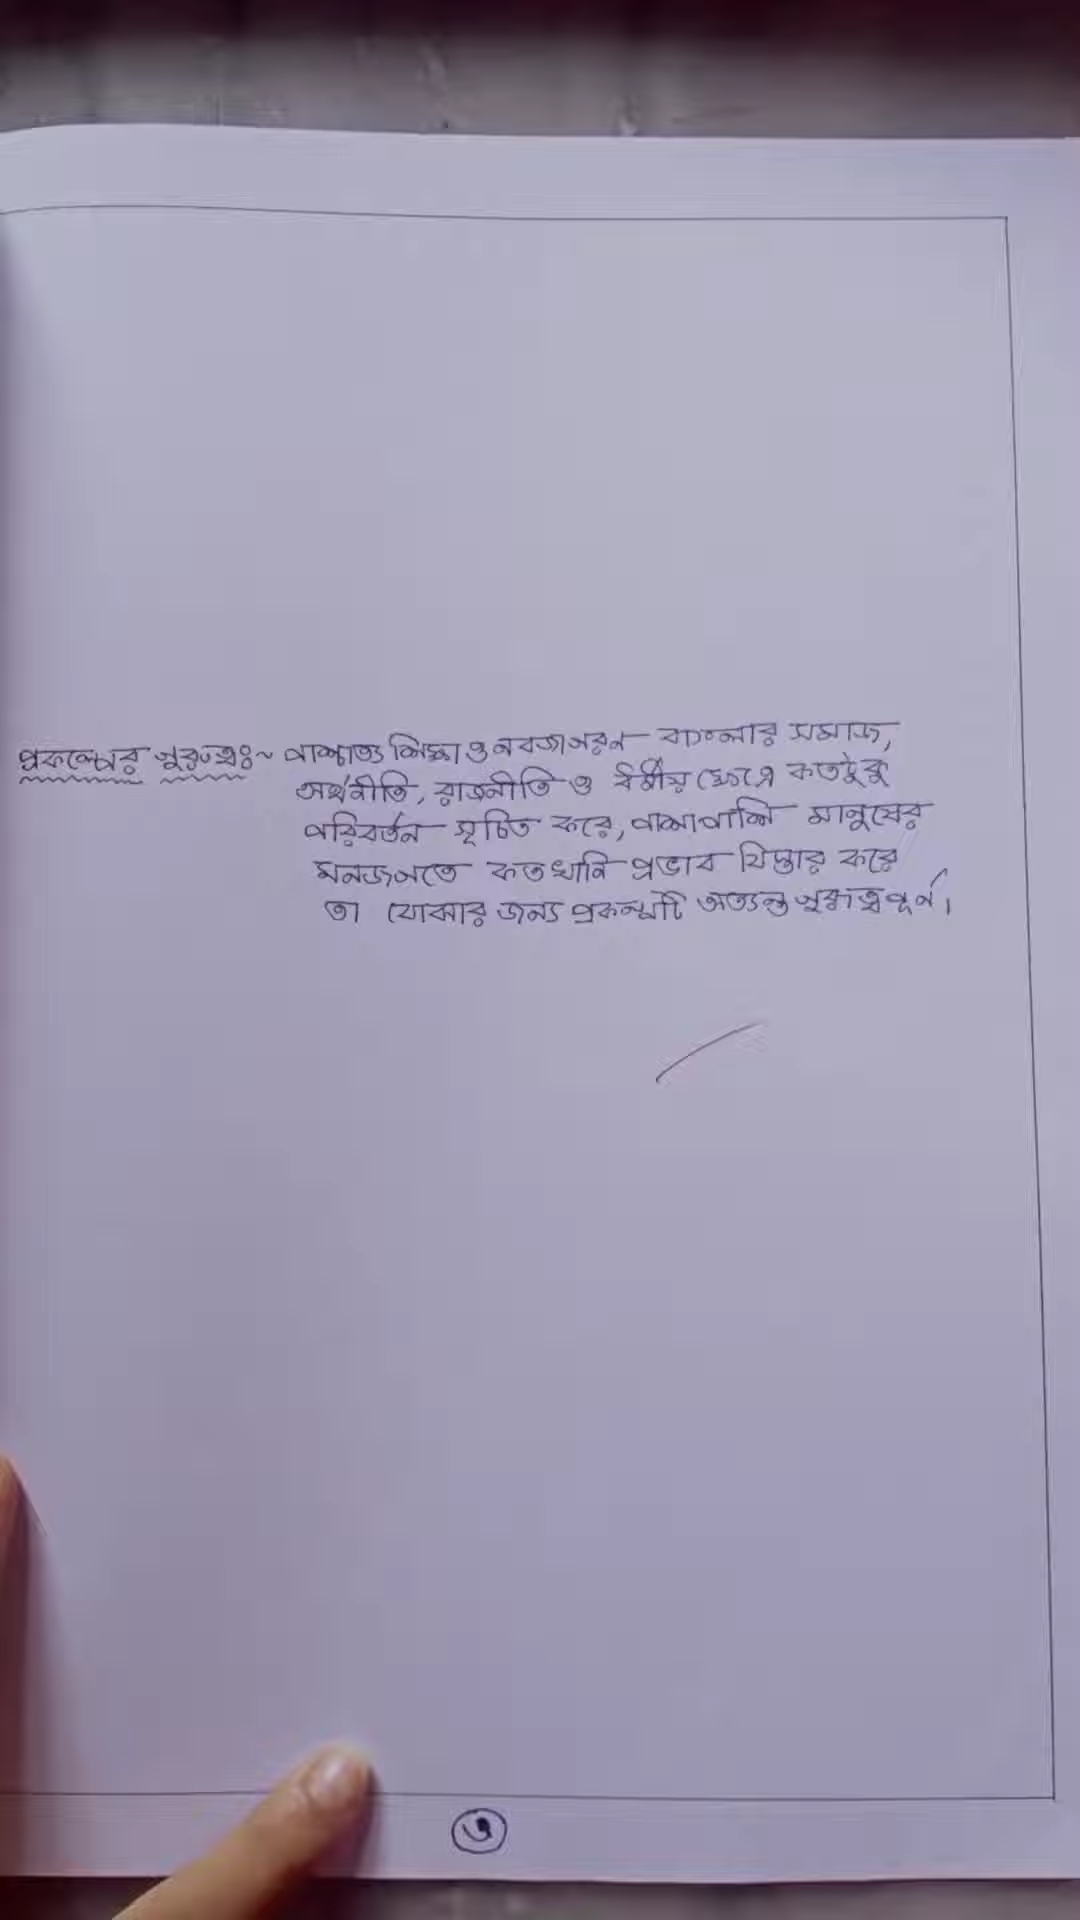 প্রকল্পের গুরুত্বঃ~ পাশ্চাত্য শিক্ষা ও নবজাগরন বাংলার সমাজ,
অর্থনীতি, রাজনীতি ও ধর্মীয় ক্ষেত্রে কতটুকু
পরিবর্তন সূচিত করে, পাশাপাশি মানুষের
মনজগতে কতখানি প্রভাব বিস্তার করে
তা বোঝার জন্য প্রকল্পটি অত্যন্ত গুরুত্বপূর্ন।
৩